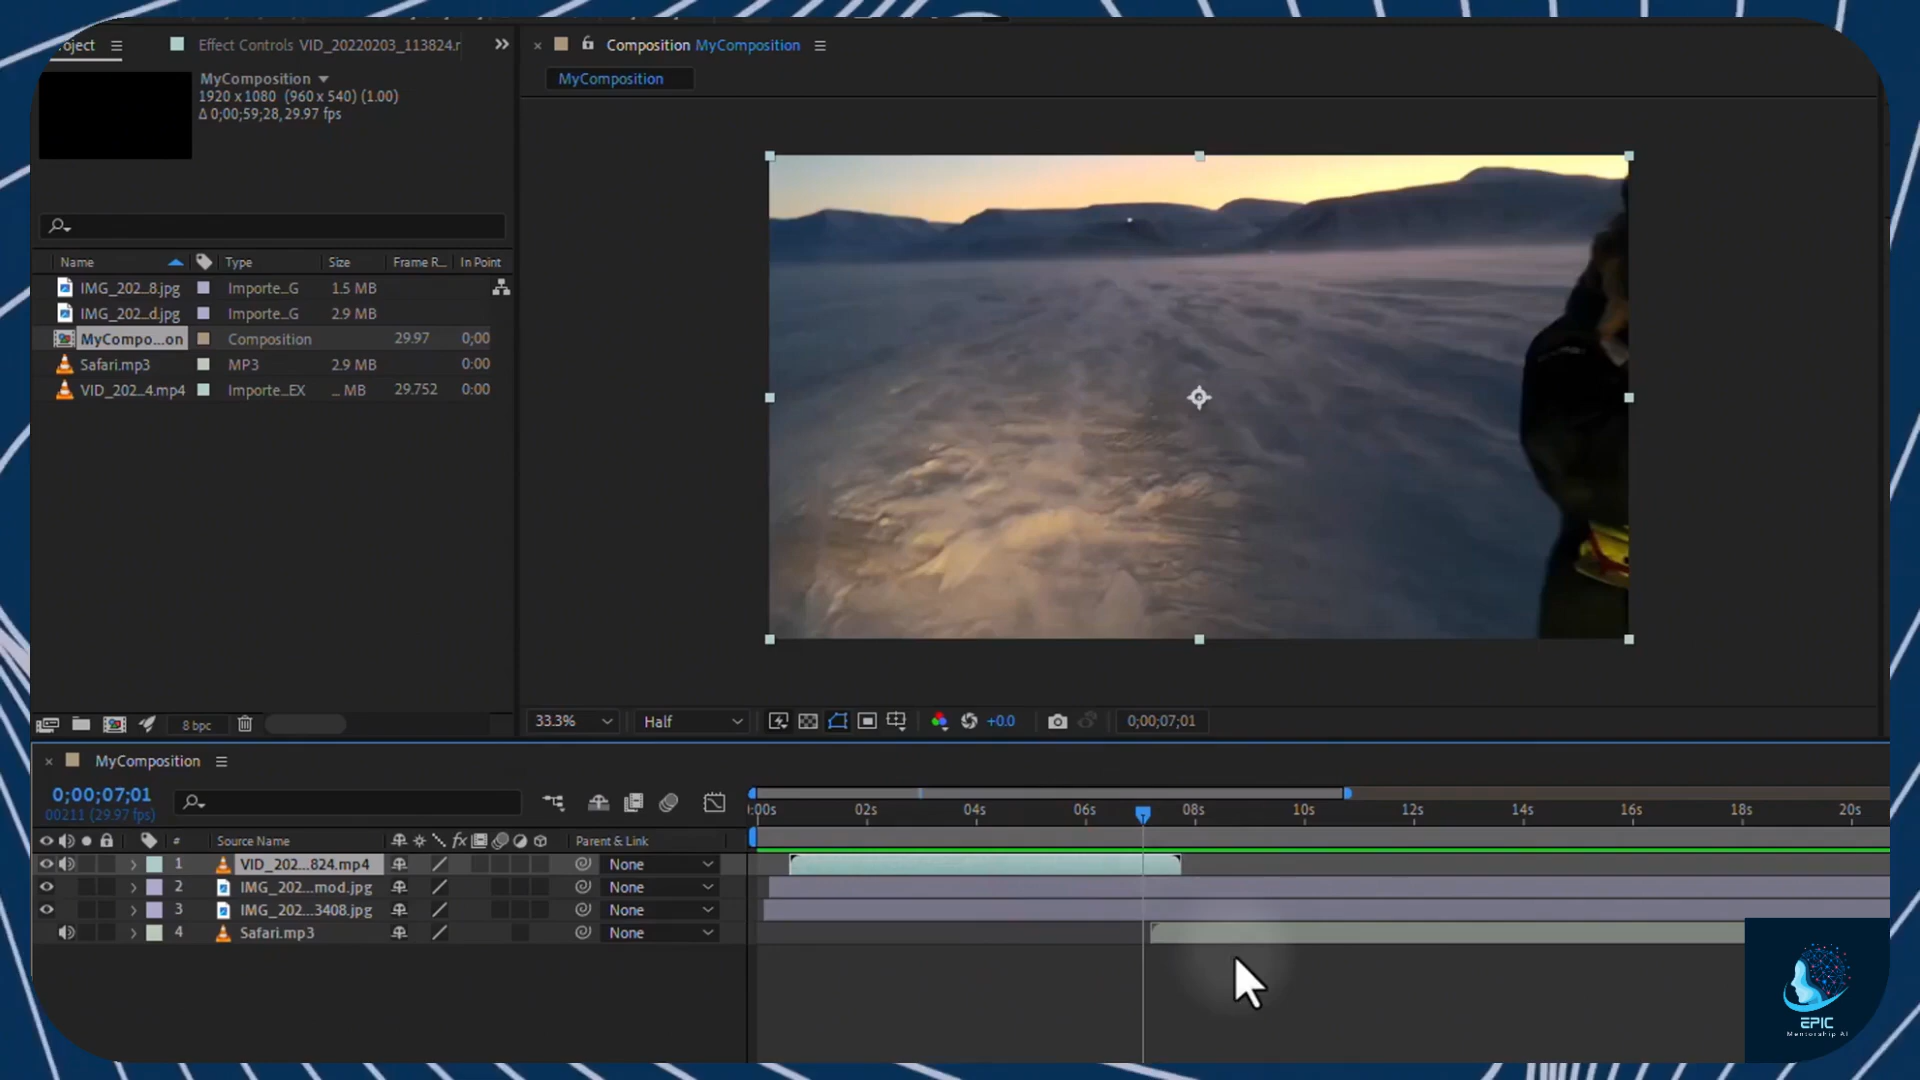 oject
Effect Controls VID_20220203_113824.r
Composition MyComposition
MyComposition
MyComposition
1920 x 1080 (960 x 540) (1.00)
Δ 0;00;59;28, 29.97 fps
Name Type Size Frame R... In Point
IMG_202...8.jpg Importe...G 1.5 MB
IMG_202...d.jpg Importe...G 2.9 MB
MyCompo...on Composition 29.97 0;00
Safari.mp3 MP3 2.9 MB 0:00
VID_202...4.mp4 Importe...EX ... MB 29.752 0:00
8 bpc
33.3% Half +0.0 0;00;07;01
MyComposition
0;00;07;01
00211 (29.97 fps)
:00s 02s 04s 06s 08s 10s 12s 14s 16s 18s 20s
# Source Name fx Parent & Link
1 VID_202...824.mp4 None
2 IMG_202...mod.jpg None
3 IMG_202...3408.jpg None
4 Safari.mp3 None
EPIC
Mentorship AI